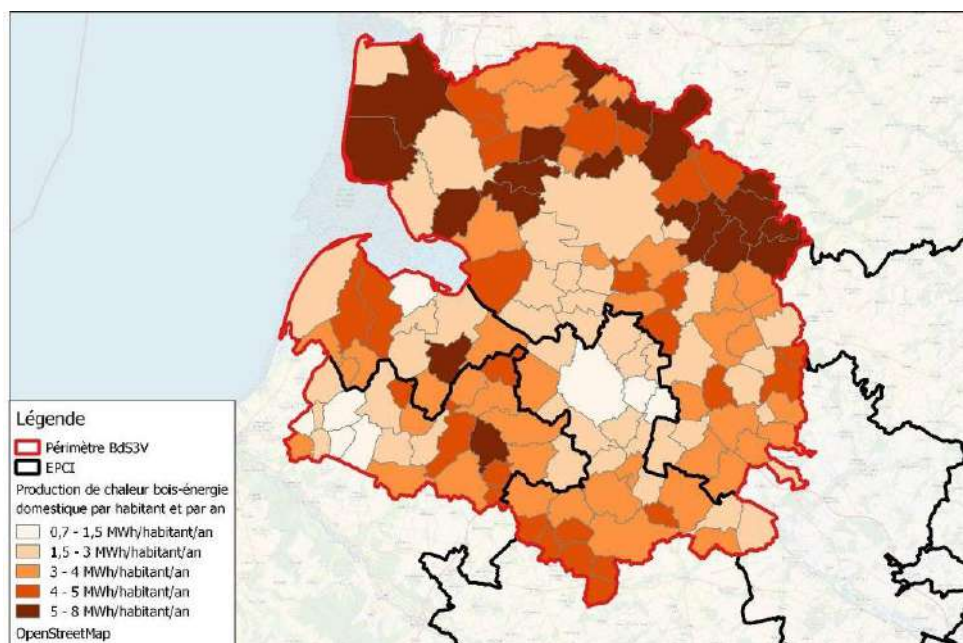 Légende
Périmètre BdS3V
EPCI
Production de chaleur bois-énergie
domestique par habitant et par an
0,7 - 1,5 MWh/habitant/an
1,5 - 3 MWh/habitant/an
3 - 4 MWh/habitant/an
4 - 5 MWh/habitant/an
5 - 8 MWh/habitant/an
OpenStreetMap